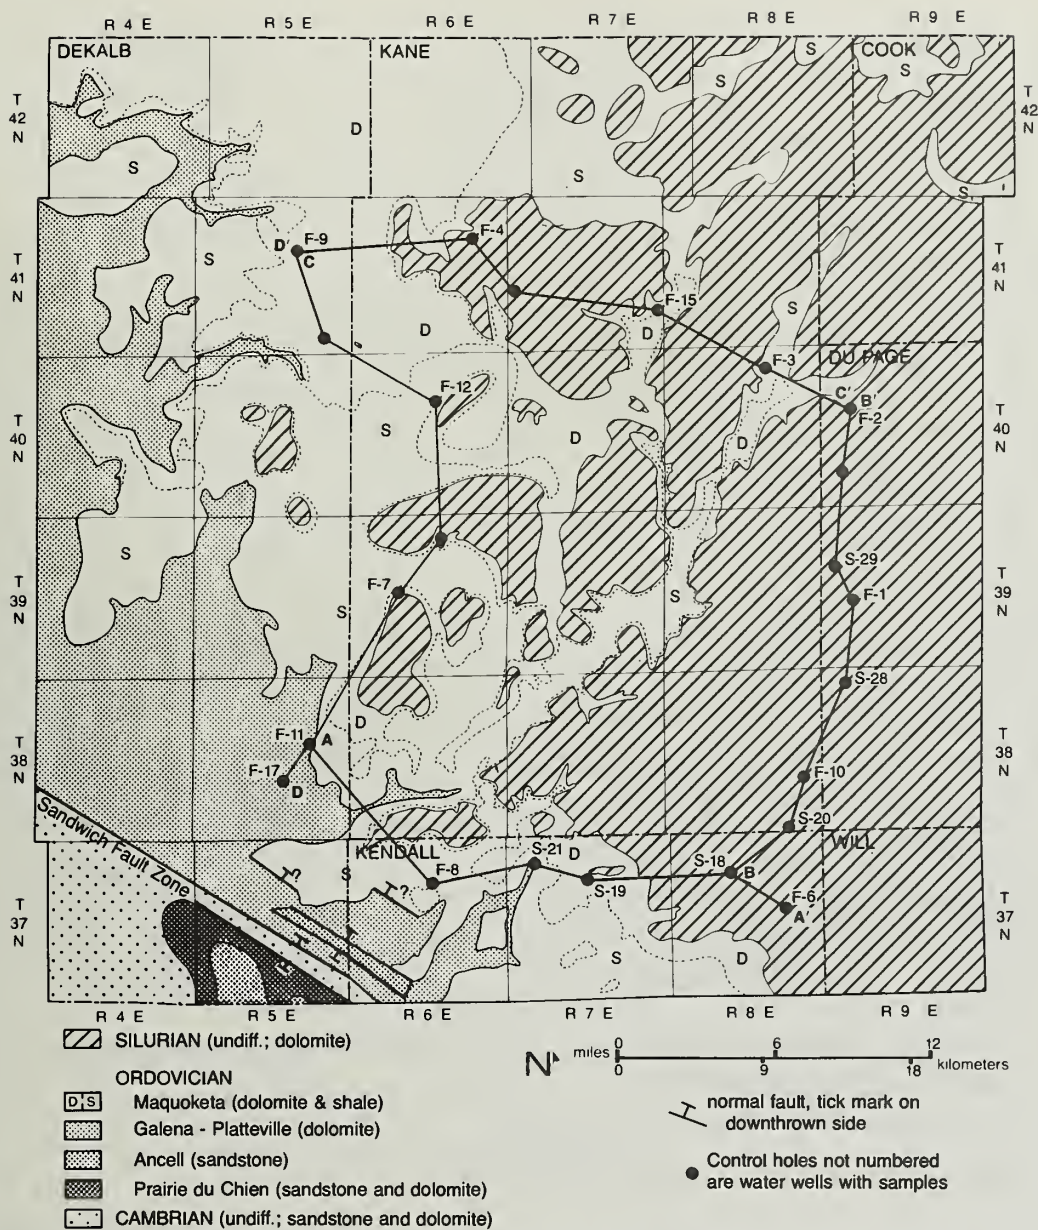 R 4 E
R 5 E
R 6 E
R 7 E
R 8 E
R 9 E
DEKALB
KANE
COOK
S
S
S
T
42
N
T
42
N
D
S
S
S
T
41
N
T
41
N
D'
F-9
C
F-4
S
D
F-15
D
S
F-3
DU PAGE
C'
B'
F-2
F-12
S
D
D
T
40
N
T
40
N
S
S-29
T
39
N
T
39
N
F-7
S
S
F-1
S-28
F-11
A
D
T
38
N
T
38
N
F-17
D
F-10
S-20
Sandwich Fault Zone
KENDALL
S-21
D
S-18
B
WILL
?
S
?
F-8
S-19
F-6
A'
T
37
N
T
37
N
S
D
R 4 E
R 5 E
R 6 E
R 7 E
R 8 E
R 9 E
SILURIAN (undiff.; dolomite)
ORDOVICIAN
D S Maquoketa (dolomite & shale)
Galena - Platteville (dolomite)
Ancell (sandstone)
Prairie du Chien (sandstone and dolomite)
CAMBRIAN (undiff.; sandstone and dolomite)
N
miles 0 6 12
0 9 18 kilometers
normal fault, tick mark on
downthrown side
Control holes not numbered
are water wells with samples